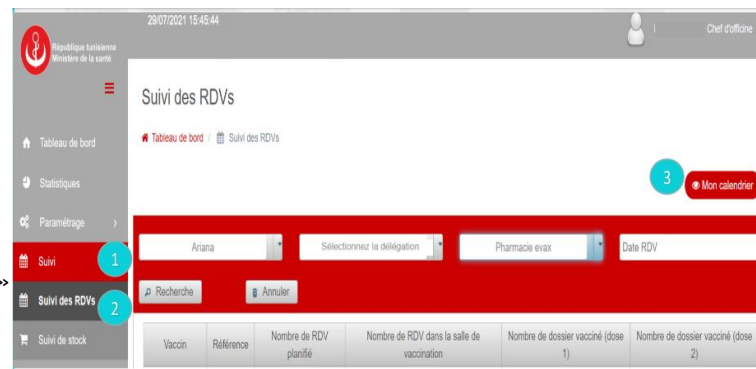 29/07/2021 15:45:44
République tunisienne
Ministère de la santé
Chef d'officine
Suivi des RDVs
Tableau de bord / Suivi des RDVs
Tableau de bord
Statistiques
Paramétrage
Suivi
1
»
Suivi des RDVs
2
Suivi de stock
3
Mon calendrier
Ariana
Sélectionnez la délégation
Pharmacie evax
Date RDV
Recherche
Annuler
Vaccin
Référence
Nombre de RDV
planifié
Nombre de RDV dans la salle de
vaccination
Nombre de dossier vacciné (dose
1)
Nombre de dossier vacciné (dose
2)